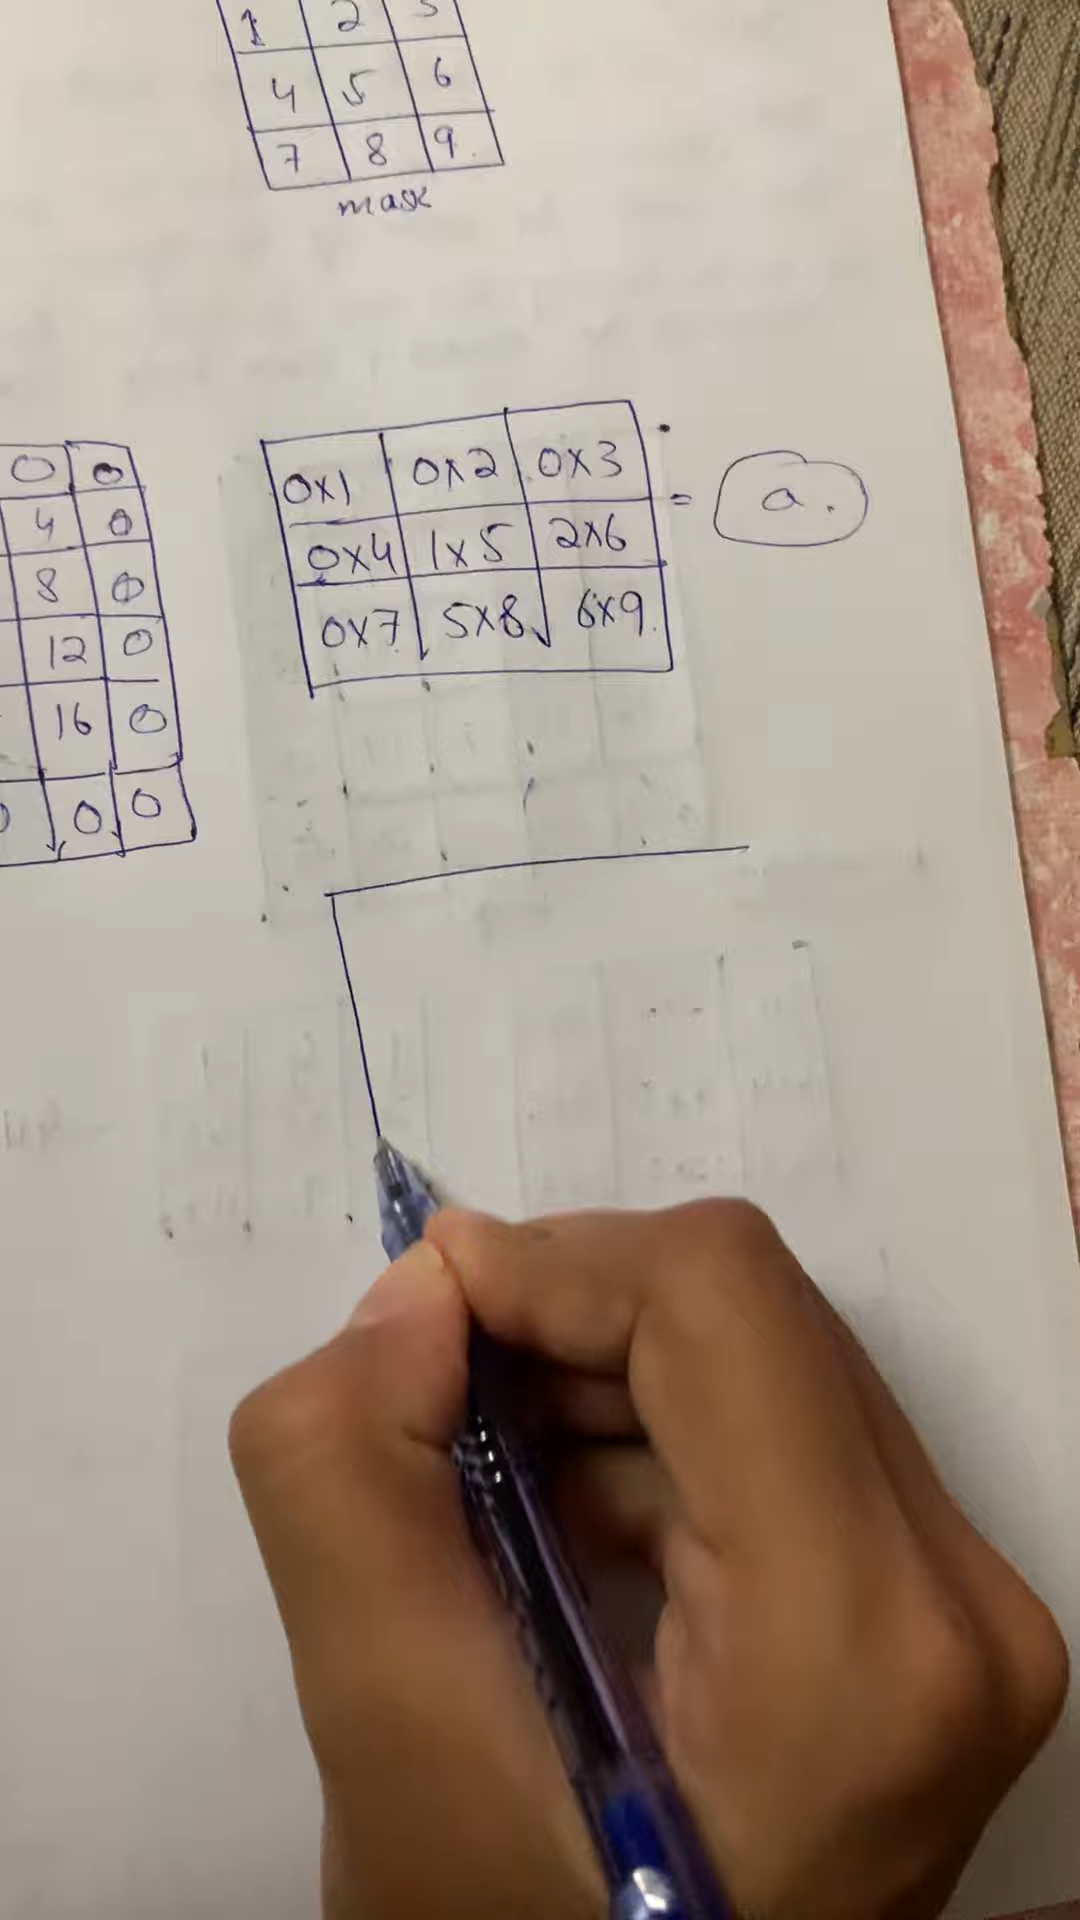 1 2 3
4 5 6
7 8 9.
mask
0 0
4 0
8 0
12 0
16 0
0 0 0
0x1 0x2 0x3
0x4 1x5 2x6
0x7 5x8 6x9.
= a.